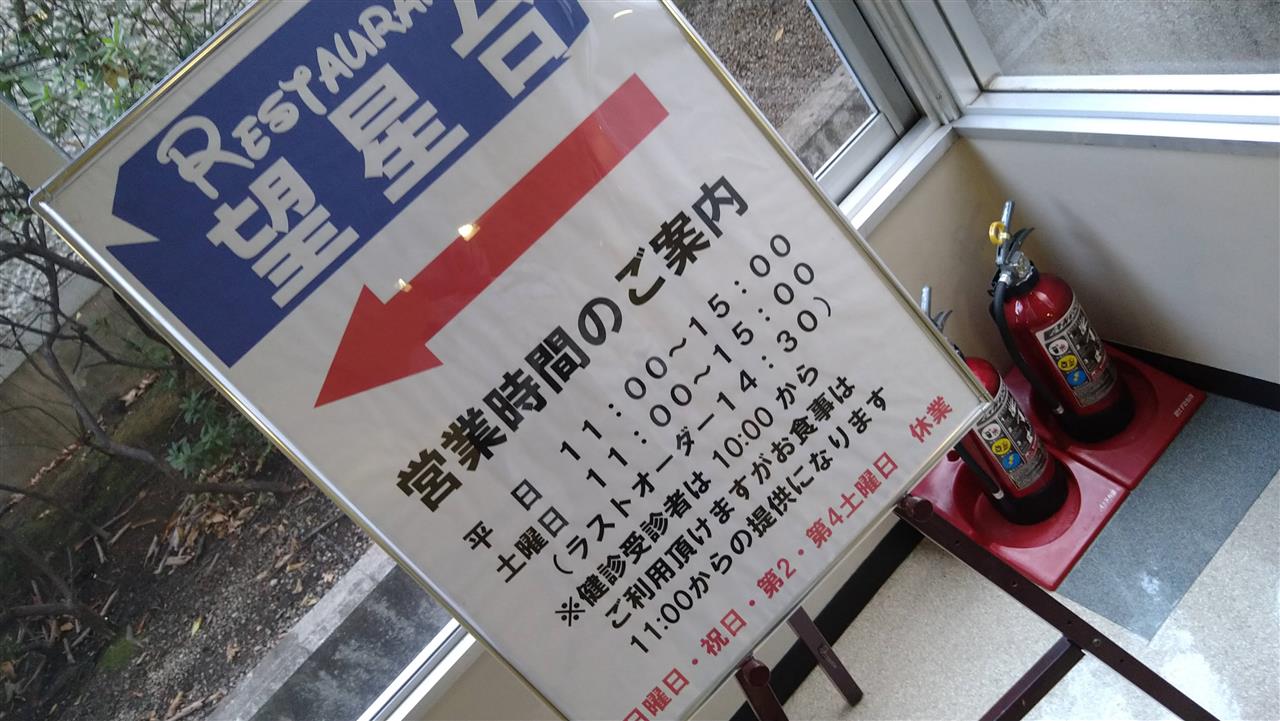 RESTAURA
望星台
営業時間のご案内
平　日　11：00～15：00
土曜日　11：00～15：00
（ラストオーダー14：30）
※健診受診者は 10:00 から
ご利用頂けますがお食事は
11:00からの提供になります
日曜日・祝日・第2・第4土曜日　休業